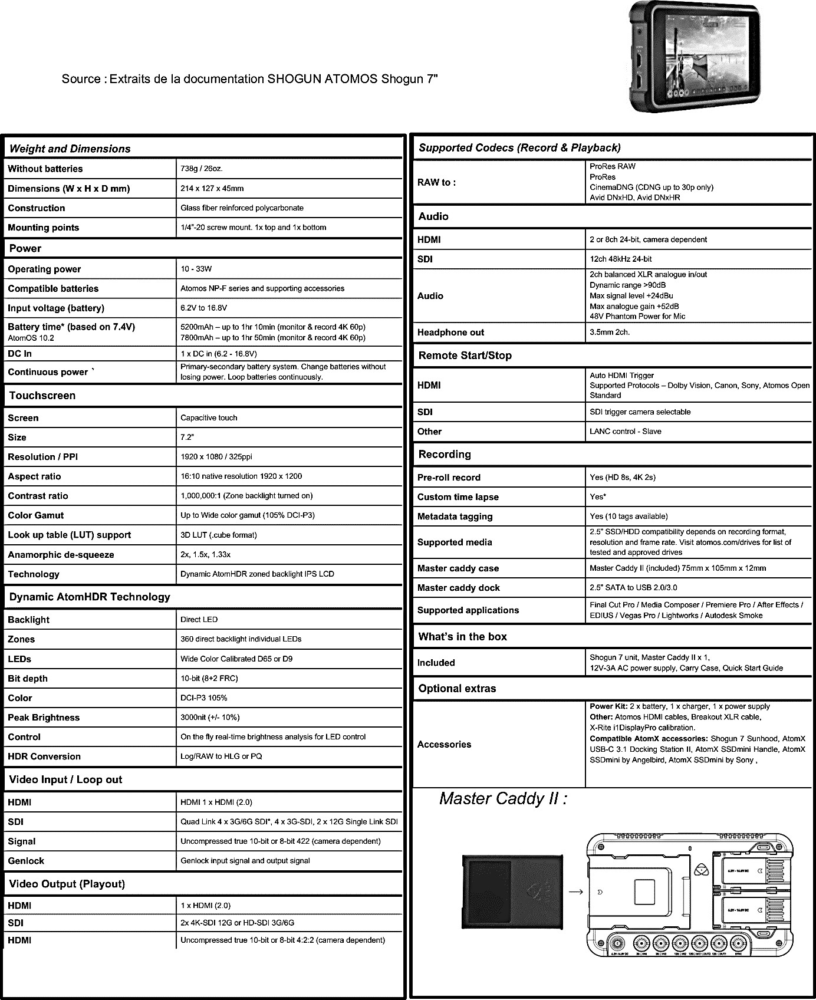 Source : Extraits de la documentation SHOGUN ATOMOS Shogun 7"
Weight and Dimensions
Without batteries 738g / 26oz.
Dimensions (W x H x D mm) 214 x 127 x 45mm
Construction Glass fiber reinforced polycarbonate
Mounting points 1/4"-20 screw mount. 1x top and 1x bottom
Power
Operating power 10 - 33W
Compatible batteries Atomos NP-F series and supporting accessories
Input voltage (battery) 6.2V to 16.8V
Battery time* (based on 7.4V) 5200mAh – up to 1hr 10min (monitor & record 4K 60p)
AtomOS 10.2 7800mAh – up to 1hr 50min (monitor & record 4K 60p)
DC In 1 x DC in (6.2 - 16.8V)
Continuous power ` Primary-secondary battery system. Change batteries without
losing power. Loop batteries continuously.
Touchscreen
Screen Capacitive touch
Size 7.2"
Resolution / PPI 1920 x 1080 / 325ppi
Aspect ratio 16:10 native resolution 1920 x 1200
Contrast ratio 1,000,000:1 (Zone backlight turned on)
Color Gamut Up to Wide color gamut (105% DCI-P3)
Look up table (LUT) support 3D LUT (.cube format)
Anamorphic de-squeeze 2x, 1.5x, 1.33x
Technology Dynamic AtomHDR zoned backlight IPS LCD
Dynamic AtomHDR Technology
Backlight Direct LED
Zones 360 direct backlight individual LEDs
LEDs Wide Color Calibrated D65 or D9
Bit depth 10-bit (8+2 FRC)
Color DCI-P3 105%
Peak Brightness 3000nit (+/- 10%)
Control On the fly real-time brightness analysis for LED control
HDR Conversion Log/RAW to HLG or PQ
Video Input / Loop out
HDMI HDMI 1 x HDMI (2.0)
SDI Quad Link 4 x 3G/6G SDI*, 4 x 3G-SDI, 2 x 12G Single Link SDI
Signal Uncompressed true 10-bit or 8-bit 422 (camera dependent)
Genlock Genlock input signal and output signal
Video Output (Playout)
HDMI 1 x HDMI (2.0)
SDI 2x 4K-SDI 12G or HD-SDI 3G/6G
HDMI Uncompressed true 10-bit or 8-bit 4:2:2 (camera dependent)
Supported Codecs (Record & Playback)
RAW to : ProRes RAW
ProRes
CinemaDNG (CDNG up to 30p only)
Avid DNxHD, Avid DNxHR
Audio
HDMI 2 or 8ch 24-bit, camera dependent
SDI 12ch 48kHz 24-bit
Audio 2ch balanced XLR analogue in/out
Dynamic range >90dB
Max signal level +24dBu
Max analogue gain +52dB
48V Phantom Power for Mic
Headphone out 3.5mm 2ch.
Remote Start/Stop
HDMI Auto HDMI Trigger
Supported Protocols – Dolby Vision, Canon, Sony, Atomos Open
Standard
SDI SDI trigger camera selectable
Other LANC control - Slave
Recording
Pre-roll record Yes (HD 8s, 4K 2s)
Custom time lapse Yes*
Metadata tagging Yes (10 tags available)
Supported media 2.5" SSD/HDD compatibility depends on recording format,
resolution and frame rate. Visit atomos.com/drives for list of
tested and approved drives
Master caddy case Master Caddy II (included) 75mm x 105mm x 12mm
Master caddy dock 2.5" SATA to USB 2.0/3.0
Supported applications Final Cut Pro / Media Composer / Premiere Pro / After Effects /
EDIUS / Vegas Pro / Lightworks / Autodesk Smoke
What's in the box
Included Shogun 7 unit, Master Caddy II x 1,
12V-3A AC power supply, Carry Case, Quick Start Guide
Optional extras
Accessories Power Kit: 2 x battery, 1 x charger, 1 x power supply
Other: Atomos HDMI cables, Breakout XLR cable,
X-Rite i1DisplayPro calibration.
Compatible AtomX accessories: Shogun 7 Sunhood, AtomX
USB-C 3.1 Docking Station II, AtomX SSDmini Handle, AtomX
SSDmini by Angelbird, AtomX SSDmini by Sony ,
Master Caddy II :
6.2V - 16.8V DC
6.2V - 16.8V DC
6.2V-16.8V DC
SYNC